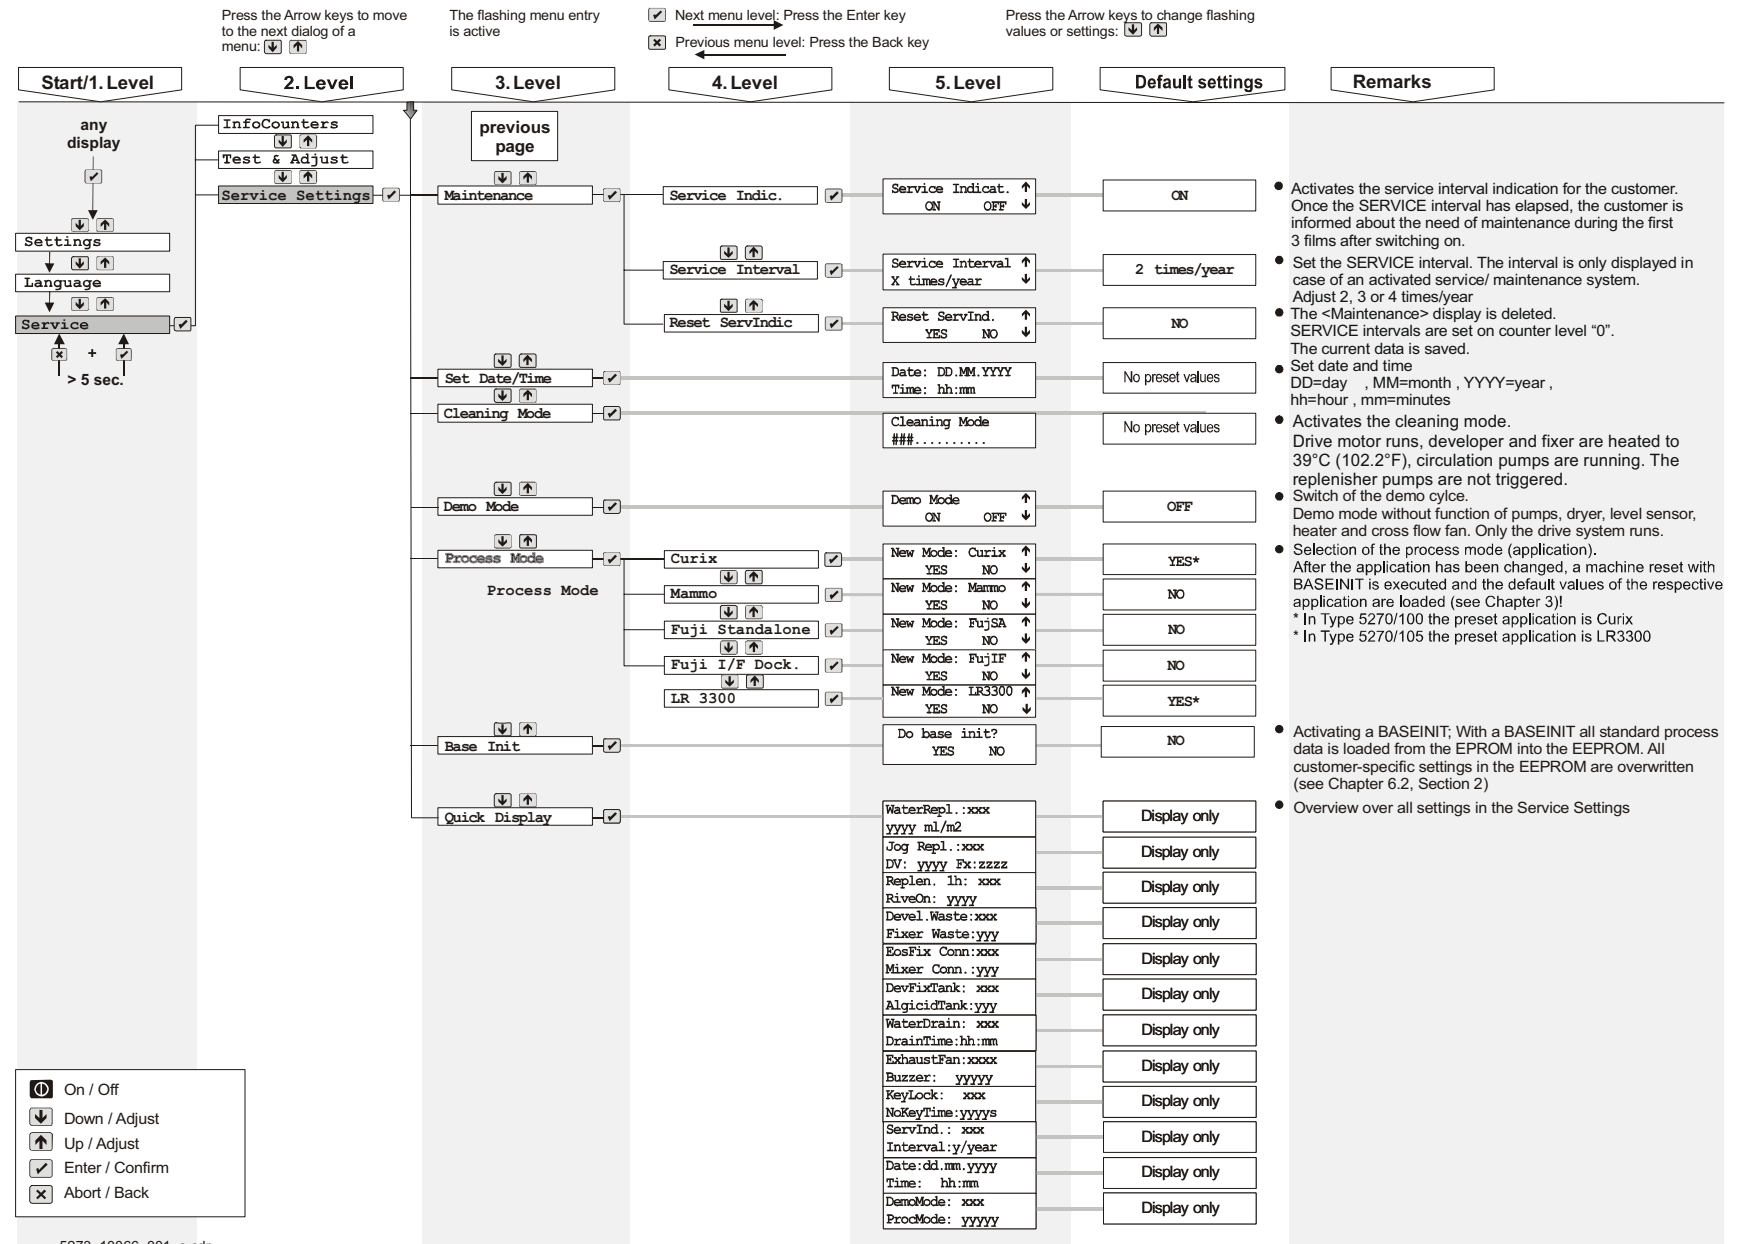 Press the Arrow keys to move
to the next dialog of a
menu:
The flashing menu entry
is active
Next menu level: Press the Enter key
Previous menu level: Press the Back key
Press the Arrow keys to change flashing
values or settings:
Start/1. Level
2. Level
3. Level
4. Level
5. Level
Default settings
Remarks
any
display
Settings
Language
Service
+
> 5 sec.
InfoCounters
Test & Adjust
Service Settings
previous
page
Maintenance
Service Indic.
Service Indicat.
ON OFF
ON
Activates the service interval indication for the customer.
Once the SERVICE interval has elapsed, the customer is
informed about the need of maintenance during the first
3 films after switching on.
Service Interval
Service Interval
X times/year
2 times/year
Set the SERVICE interval. The interval is only displayed in
case of an activated service/ maintenance system.
Adjust 2, 3 or 4 times/year
Reset ServIndic
Reset ServInd.
YES NO
NO
The <Maintenance> display is deleted.
SERVICE intervals are set on counter level “0”.
The current data is saved.
Set Date/Time
Date: DD.MM.YYYY
Time: hh:mm
No preset values
Set date and time
DD=day , MM=month , YYYY=year ,
hh=hour , mm=minutes
Cleaning Mode
Cleaning Mode
###..........
No preset values
Activates the cleaning mode.
Drive motor runs, developer and fixer are heated to
39°C (102.2°F), circulation pumps are running. The
replenisher pumps are not triggered.
Demo Mode
Demo Mode
ON OFF
OFF
Switch of the demo cylce.
Demo mode without function of pumps, dryer, level sensor,
heater and cross flow fan. Only the drive system runs.
Process Mode
Process Mode
Curix
New Mode: Curix
YES NO
YES*
Mammo
New Mode: Mammo
YES NO
NO
Fuji Standalone
New Mode: FujSA
YES NO
NO
Fuji I/F Dock.
New Mode: FujIF
YES NO
NO
LR 3300
New Mode: LR3300
YES NO
YES*
Selection of the process mode (application).
After the application has been changed, a machine reset with
BASEINIT is executed and the default values of the respective
application are loaded (see Chapter 3)!
* In Type 5270/100 the preset application is Curix
* In Type 5270/105 the preset application is LR3300
Base Init
Do base init?
YES NO
NO
Activating a BASEINIT; With a BASEINIT all standard process
data is loaded from the EPROM into the EEPROM. All
customer-specific settings in the EEPROM are overwritten
(see Chapter 6.2, Section 2)
Quick Display
WaterRepl.:xxx
yyyy ml/m2
Display only
Overview over all settings in the Service Settings
Jog Repl.:xxx
DV: yyyy Fx:zzzz
Display only
Replen. 1h: xxx
RiveOn: yyyy
Display only
Devel.Waste:xxx
Fixer Waste:yyy
Display only
EosFix Conn:xxx
Mixer Conn.:yyy
Display only
DevFixTank: xxx
AlgicidTank:yyy
Display only
WaterDrain: xxx
DrainTime:hh:mm
Display only
ExhaustFan:xxxx
Buzzer: yyyyy
Display only
KeyLock: xxx
NoKeyTime:yyyys
Display only
ServInd.: xxx
Interval:y/year
Display only
Date:dd.mm.yyyy
Time: hh:mm
Display only
DemoMode: xxx
ProcMode: yyyyy
Display only
On / Off
Down / Adjust
Up / Adjust
Enter / Confirm
Abort / Back